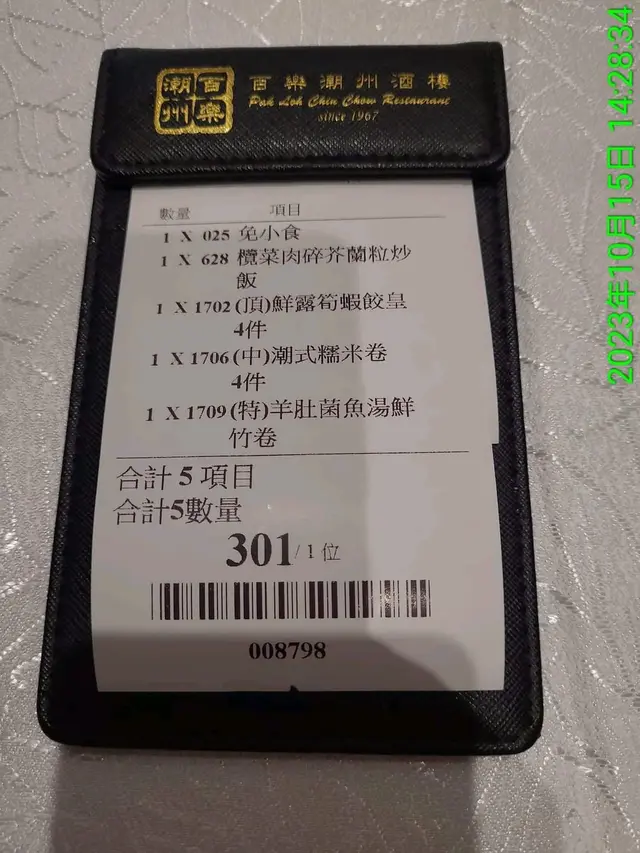 潮州 百樂
百樂潮州酒樓
Pak Loh Chiu Chow Restaurant
since 1967
數量 項目
1 X 025 免小食
1 X 628 欖菜肉碎芥蘭粒炒
飯
1 X 1702 (頂)鮮露筍蝦餃皇
4件
1 X 1706 (中)潮式糯米卷
4件
1 X 1709 (特)羊肚菌魚湯鮮
竹卷
合計 5 項目
合計5數量
301 / 1 位
008798
2023年10月15日 14:28:34